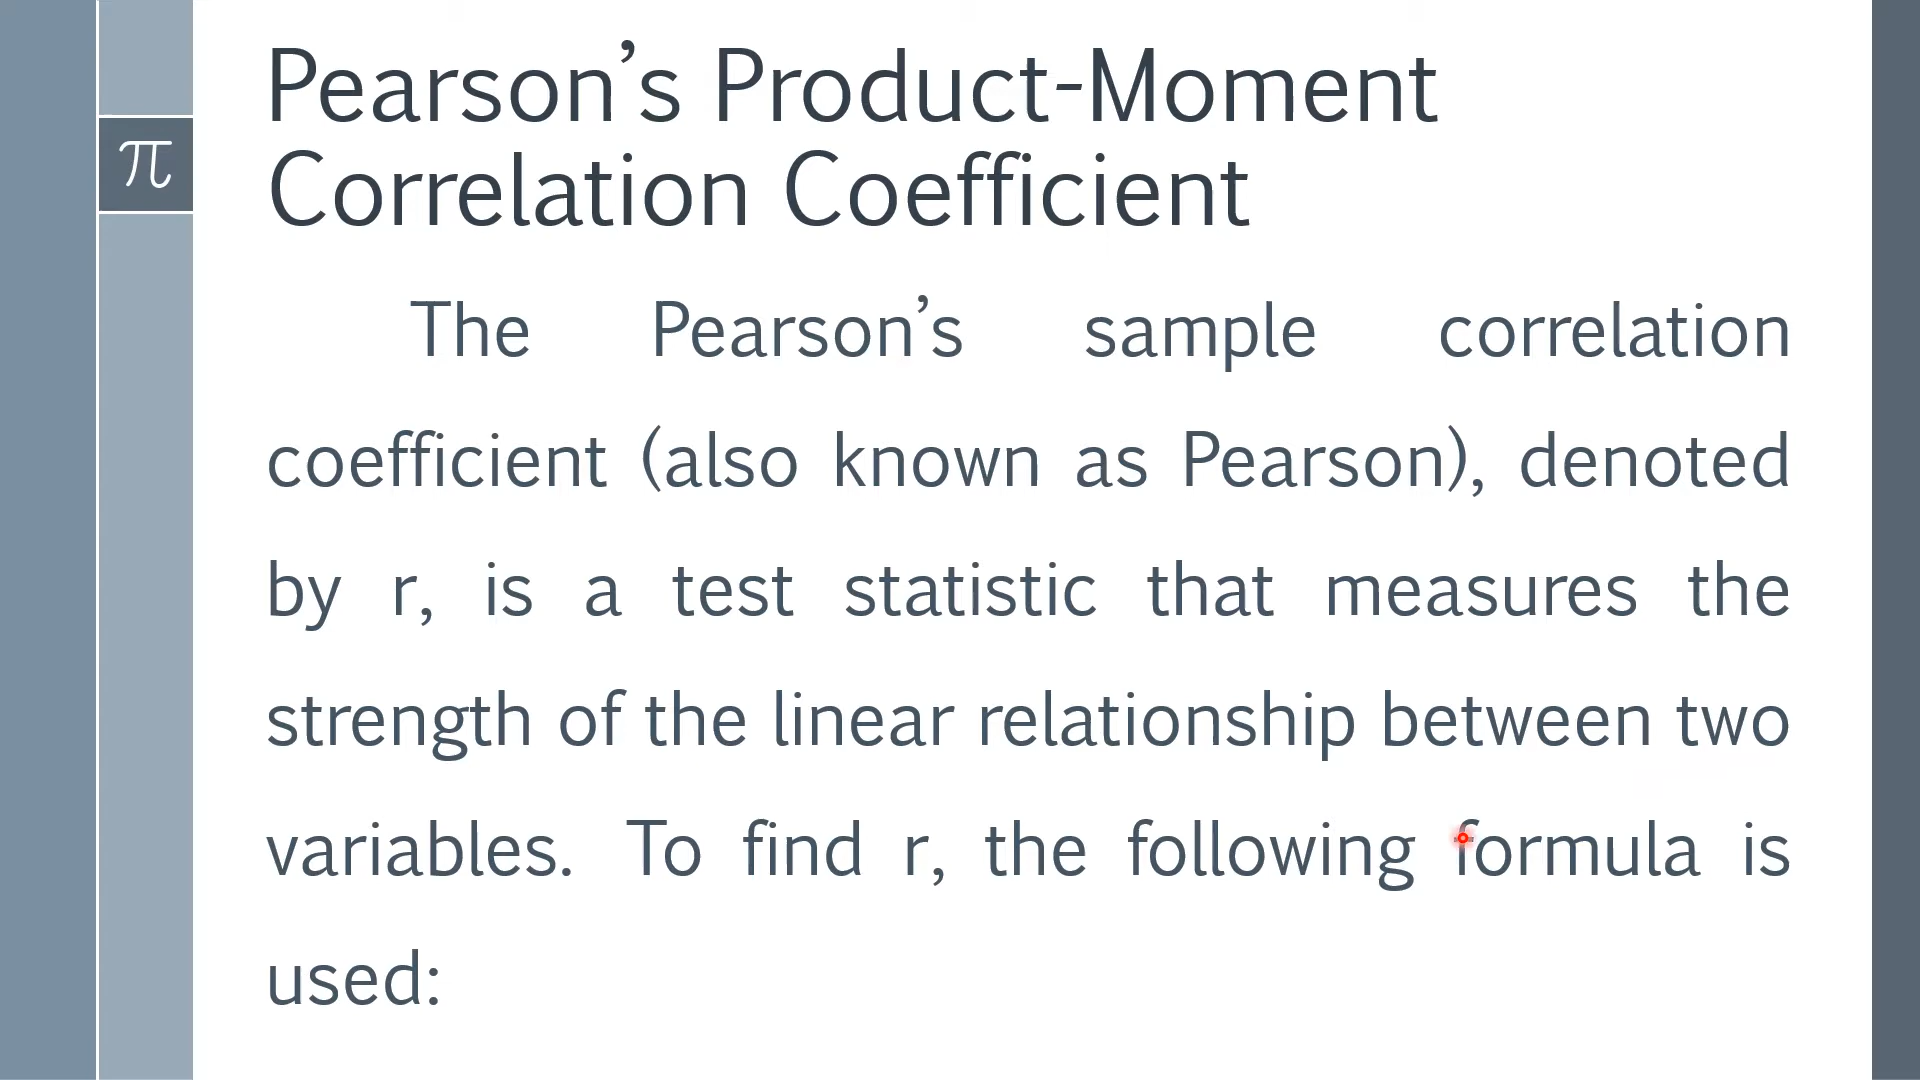 Pearson’s Product-Moment
Correlation Coefficient
π
The Pearson’s sample correlation
coefficient (also known as Pearson), denoted
by r, is a test statistic that measures the
strength of the linear relationship between two
variables. To find r, the following formula is
used: